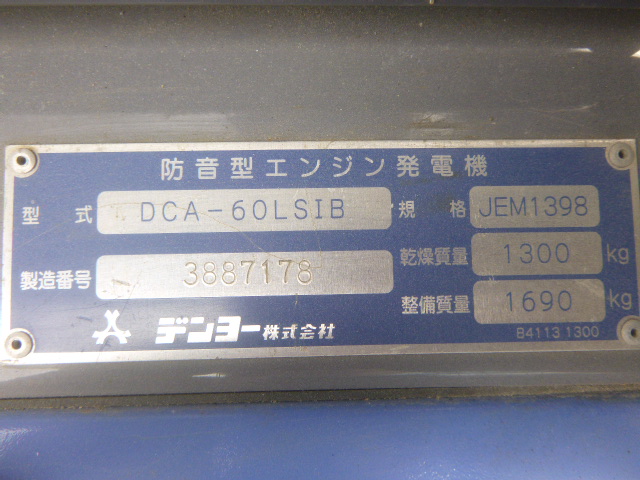 防音型エンジン発電機
型式 DCA-60LSIB 規格 JEM1398
製造番号 3887178 乾燥質量 1300 kg
整備質量 1690 kg
デンヨー株式会社
B4113 1300